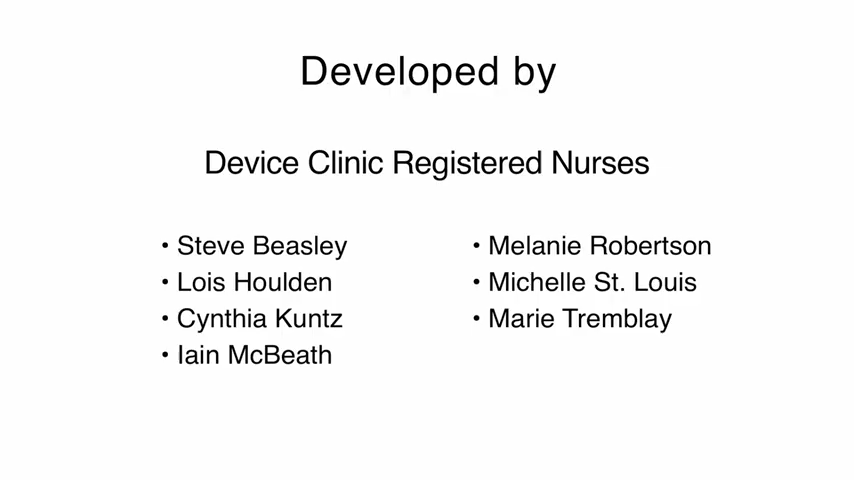 Developed by
Device Clinic Registered Nurses
• Steve Beasley
• Lois Houlden
• Cynthia Kuntz
• Iain McBeath
• Melanie Robertson
• Michelle St. Louis
• Marie Tremblay